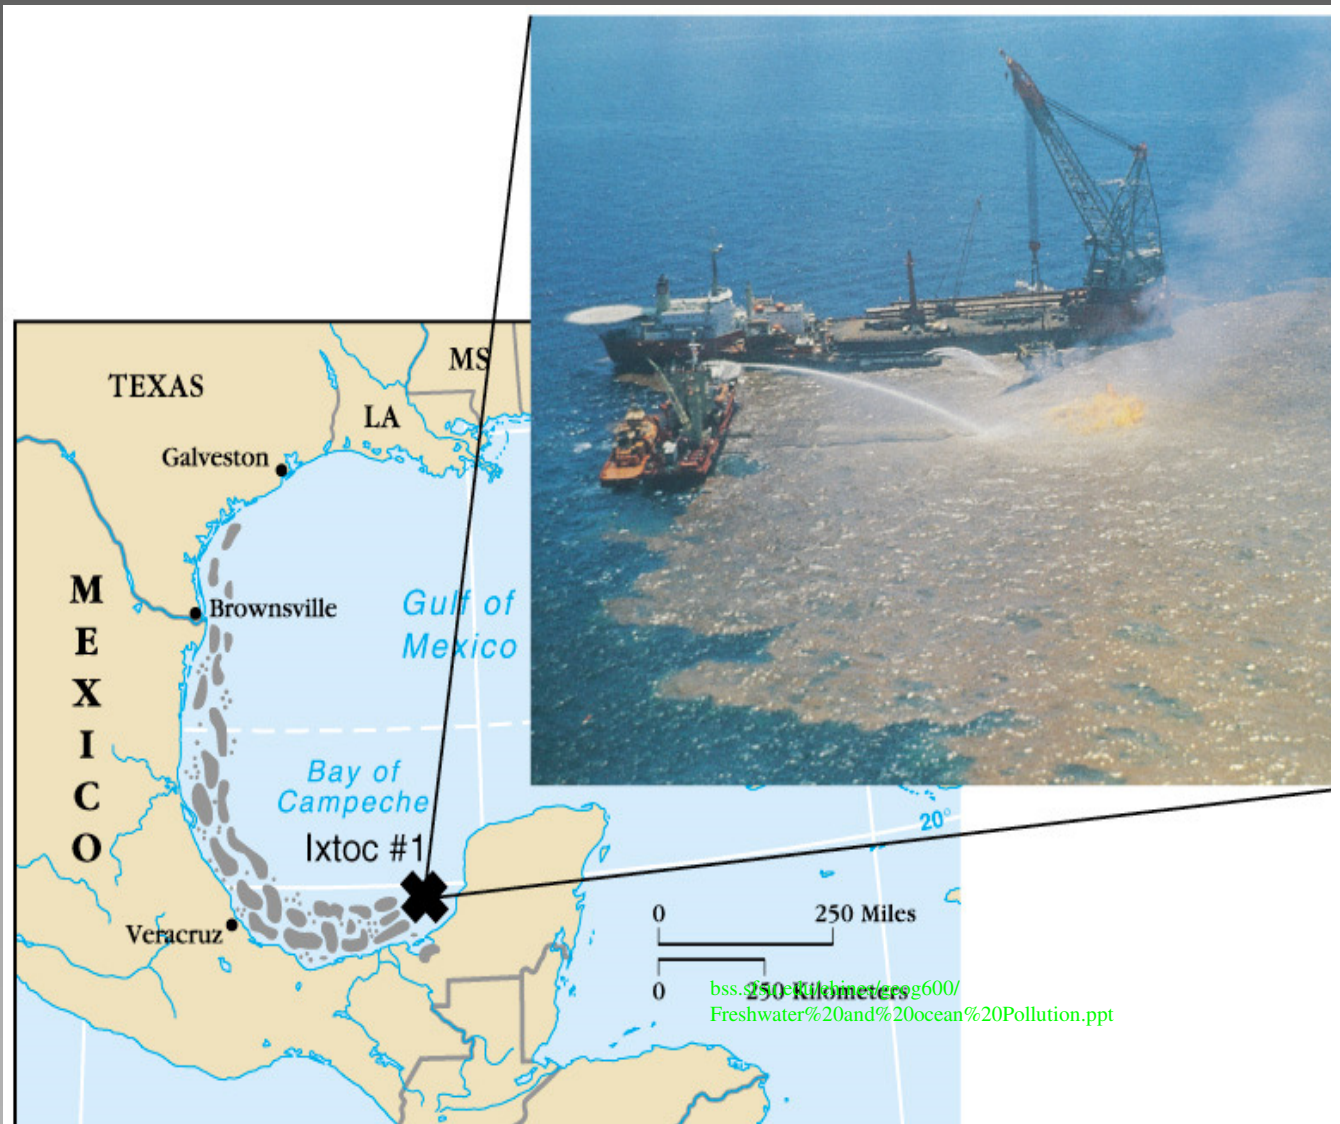 MS
TEXAS
LA
Galveston
MEXICO
Brownsville
Gulf of
Mexico
Bay of
Campeche
Ixtoc #1
20°
Veracruz
0 250 Miles
0 250 Kilometers
Freshwater%20and%20ocean%20Pollution.ppt